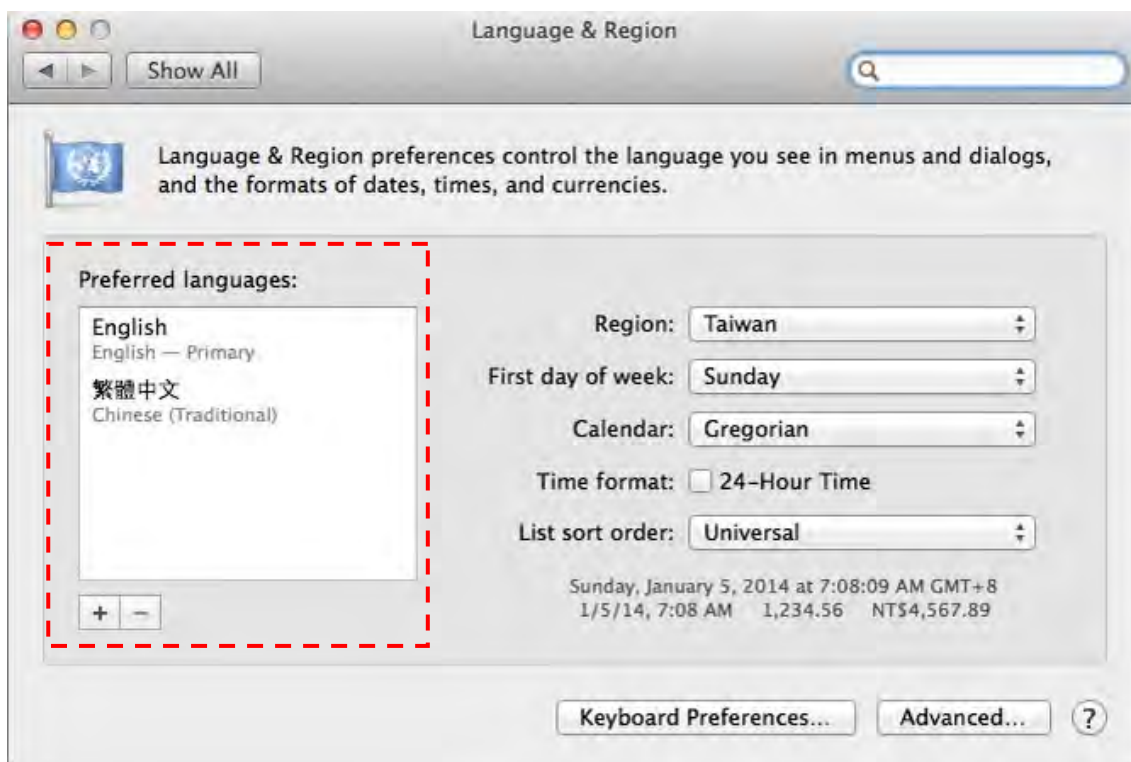 Language & Region
Show All
Language & Region preferences control the language you see in menus and dialogs,
and the formats of dates, times, and currencies.
Preferred languages:
English
English — Primary
繁體中文
Chinese (Traditional)
+ −
Region: Taiwan
First day of week: Sunday
Calendar: Gregorian
Time format: 24-Hour Time
List sort order: Universal
Sunday, January 5, 2014 at 7:08:09 AM GMT+8
1/5/14, 7:08 AM 1,234.56 NT$4,567.89
Keyboard Preferences... Advanced... ?